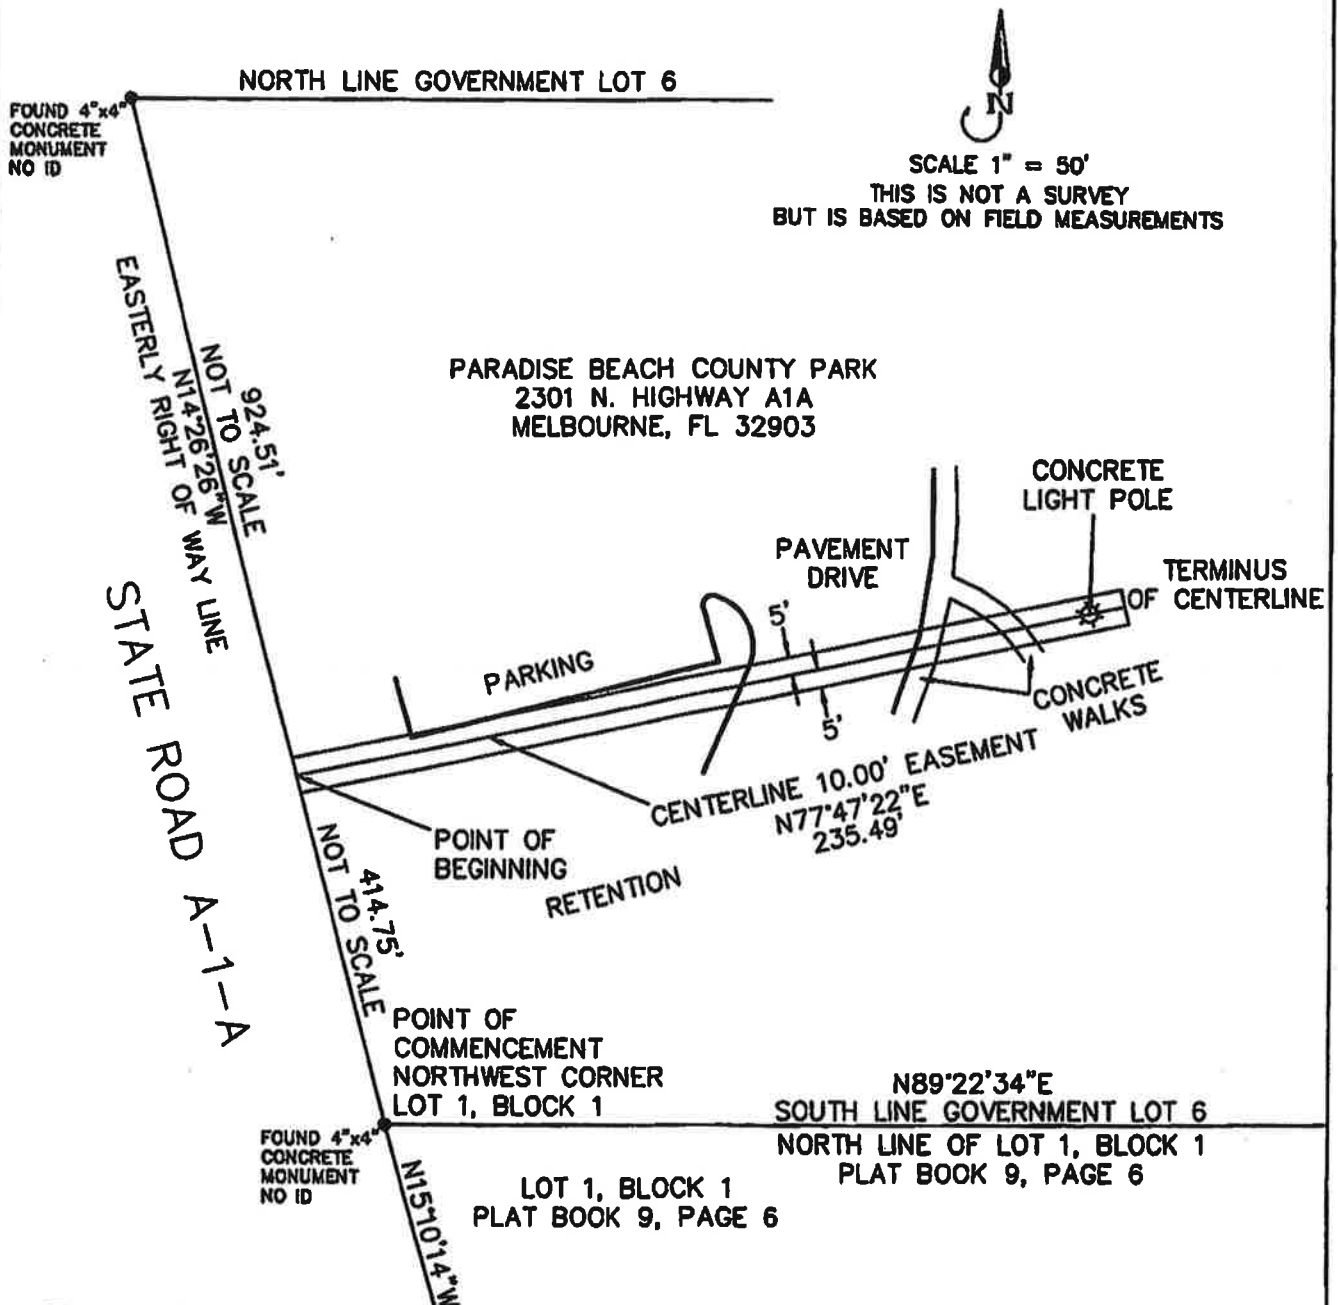 NORTH LINE GOVERNMENT LOT 6
FOUND 4"x4"
CONCRETE
MONUMENT
NO ID
N
SCALE 1" = 50'
THIS IS NOT A SURVEY
BUT IS BASED ON FIELD MEASUREMENTS
924.51'
NOT TO SCALE
N14°26'26"W
EASTERLY RIGHT OF WAY LINE
PARADISE BEACH COUNTY PARK
2301 N. HIGHWAY A1A
MELBOURNE, FL 32903
CONCRETE
LIGHT POLE
PAVEMENT
DRIVE
TERMINUS
OF CENTERLINE
5'
PARKING
STATE ROAD A-1-A
CONCRETE
WALKS
5'
CENTERLINE 10.00' EASEMENT
N77°47'22"E
235.49'
POINT OF
BEGINNING
RETENTION
414.75'
NOT TO SCALE
POINT OF
COMMENCEMENT
NORTHWEST CORNER
LOT 1, BLOCK 1
N89°22'34"E
SOUTH LINE GOVERNMENT LOT 6
NORTH LINE OF LOT 1, BLOCK 1
PLAT BOOK 9, PAGE 6
FOUND 4"x4"
CONCRETE
MONUMENT
NO ID
LOT 1, BLOCK 1
PLAT BOOK 9, PAGE 6
N15°10'14"W